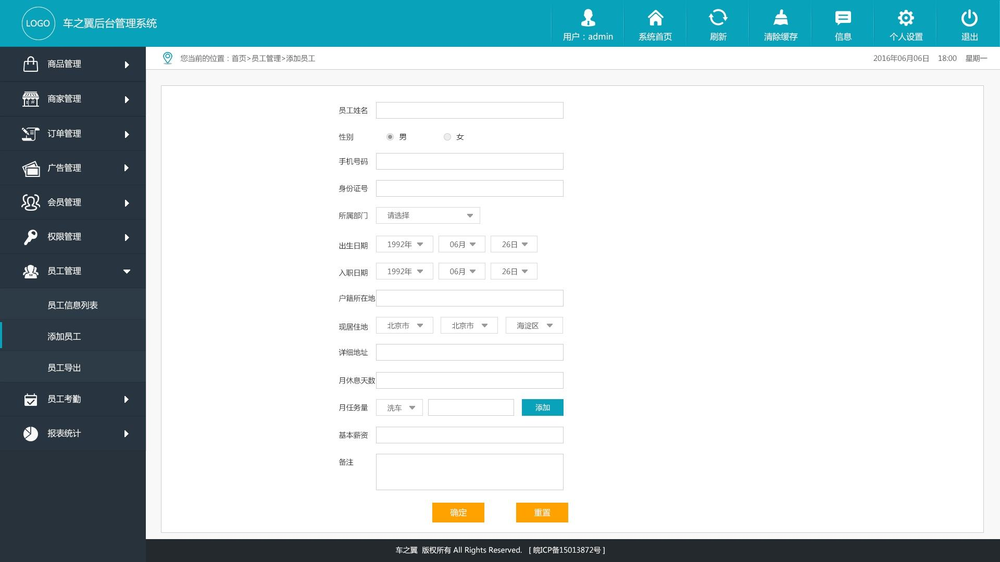 LOGO 车之翼后台管理系统
用户：admin 系统首页 刷新 清除缓存 信息 个人设置 退出
您当前的位置：首页>员工管理>添加员工 2016年06月06日 18:00 星期一
商品管理
商家管理
订单管理
广告管理
会员管理
权限管理
员工管理
员工信息列表
添加员工
员工导出
员工考勤
报表统计
员工姓名
性别 男 女
手机号码
身份证号
所属部门 请选择
出生日期 1992年 06月 26日
入职日期 1992年 06月 26日
户籍所在地
现居住地 北京市 北京市 海淀区
详细地址
月休息天数
月任务量 洗车 添加
基本薪资
备注
确定 重置
车之翼 版权所有 All Rights Reserved. [ 皖ICP备15013872号 ]